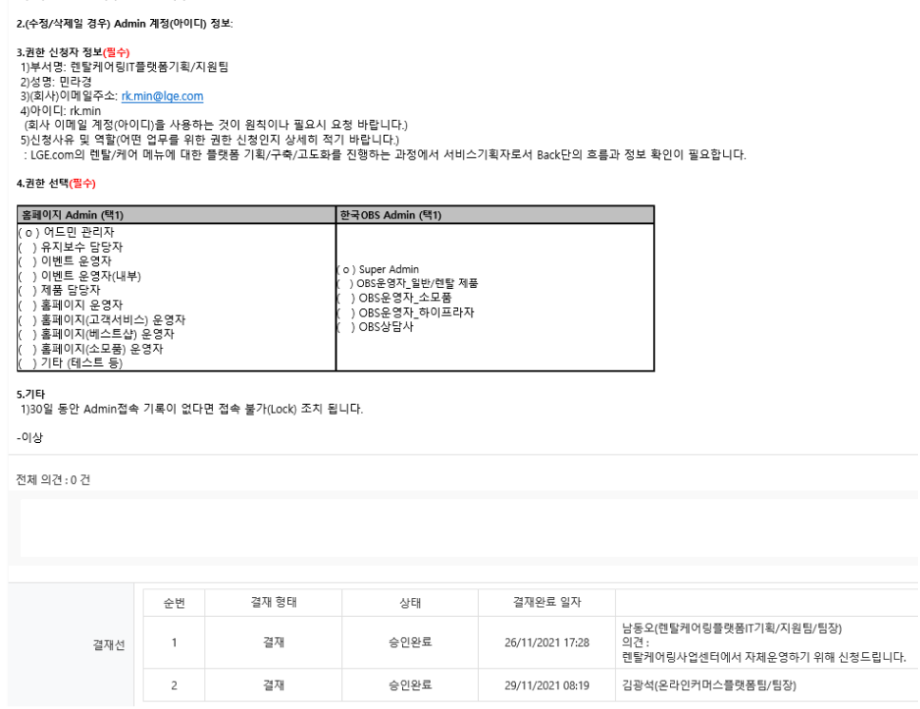 2.(수정/삭제일 경우) Admin 계정(아이디) 정보:
3.권한 신청자 정보(필수)
1)부서명: 렌탈케어링IT플랫폼기획/지원팀
2)성명: 민라경
3)(회사)이메일주소: rk.min@lge.com
4)아이디: rk.min
(회사 이메일 계정(아이디)을 사용하는 것이 원칙이나 필요시 요청 바랍니다.)
5)신청사유 및 역할(어떤 업무를 위한 권한 신청인지 상세히 적기 바랍니다.)
: LGE.com의 렌탈/케어 메뉴에 대한 플랫폼 기획/구축/고도화를 진행하는 과정에서 서비스기획자로서 Back단의 흐름과 정보 확인이 필요합니다.
4.권한 선택(필수)
홈페이지 Admin (택1)
( o ) 어드민 관리자
( ) 유지보수 담당자
( ) 이벤트 운영자
( ) 이벤트 운영자(내부)
( ) 제품 담당자
( ) 홈페이지 운영자
( ) 홈페이지(고객서비스) 운영자
( ) 홈페이지(베스트샵) 운영자
( ) 홈페이지(소모품) 운영자
( ) 기타 (테스트 등)
한국OBS Admin (택1)
( o ) Super Admin
( ) OBS운영자_일반/렌탈 제품
( ) OBS운영자_소모품
( ) OBS운영자_하이프라자
( ) OBS상담사
5.기타
1)30일 동안 Admin접속 기록이 없다면 접속 불가(Lock) 조치 됩니다.
-이상
전체 의견 : 0 건
결재선
순번 결재 형태 상태 결재완료 일자
1 결재 승인완료 26/11/2021 17:28 남동오(렌탈케어링플랫폼IT기획/지원팀/팀장)
의견 :
렌탈케어링사업센터에서 자체운영하기 위해 신청드립니다.
2 결재 승인완료 29/11/2021 08:19 김광석(온라인커머스플랫폼팀/팀장)